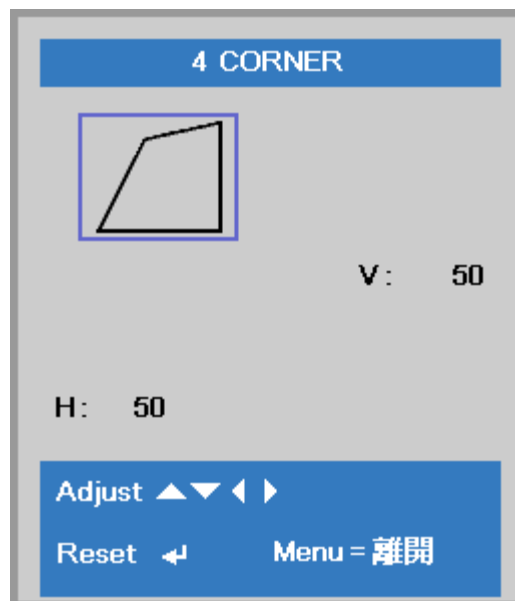 4 CORNER
V: 50
H: 50
Adjust ▲▼◀▶
Reset ↵ Menu = 離開